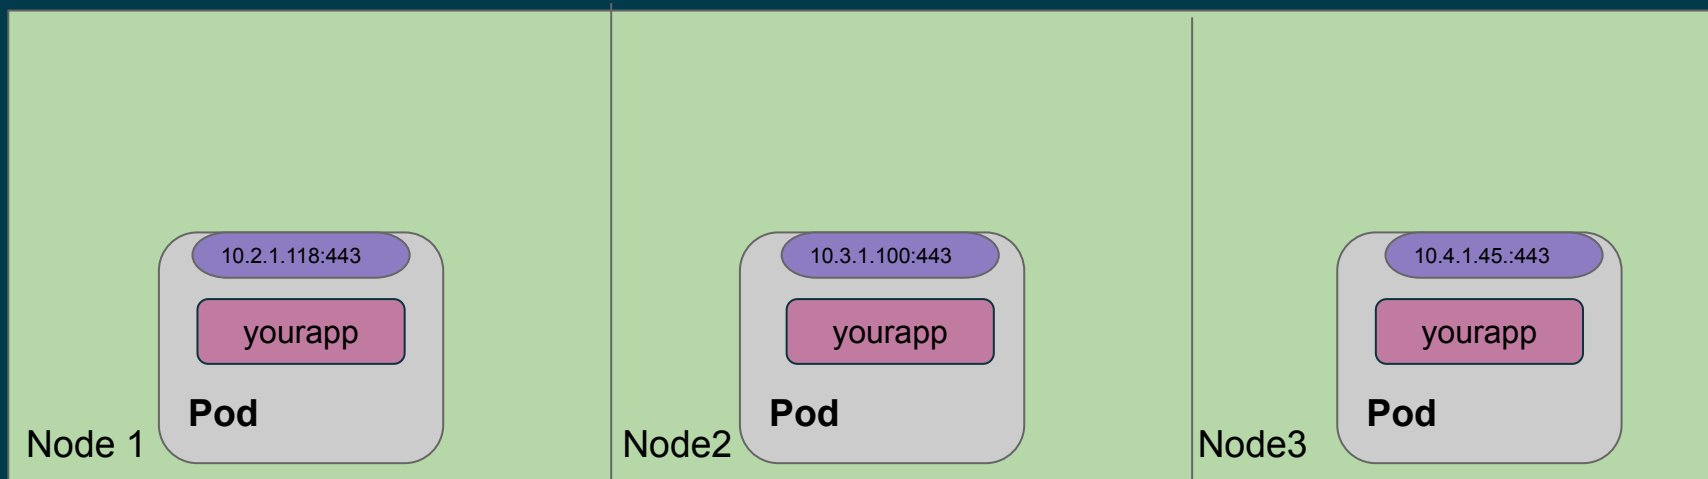 10.2.1.118:443
yourapp
Pod
Node 1
10.3.1.100:443
yourapp
Pod
Node2
10.4.1.45.:443
yourapp
Pod
Node3